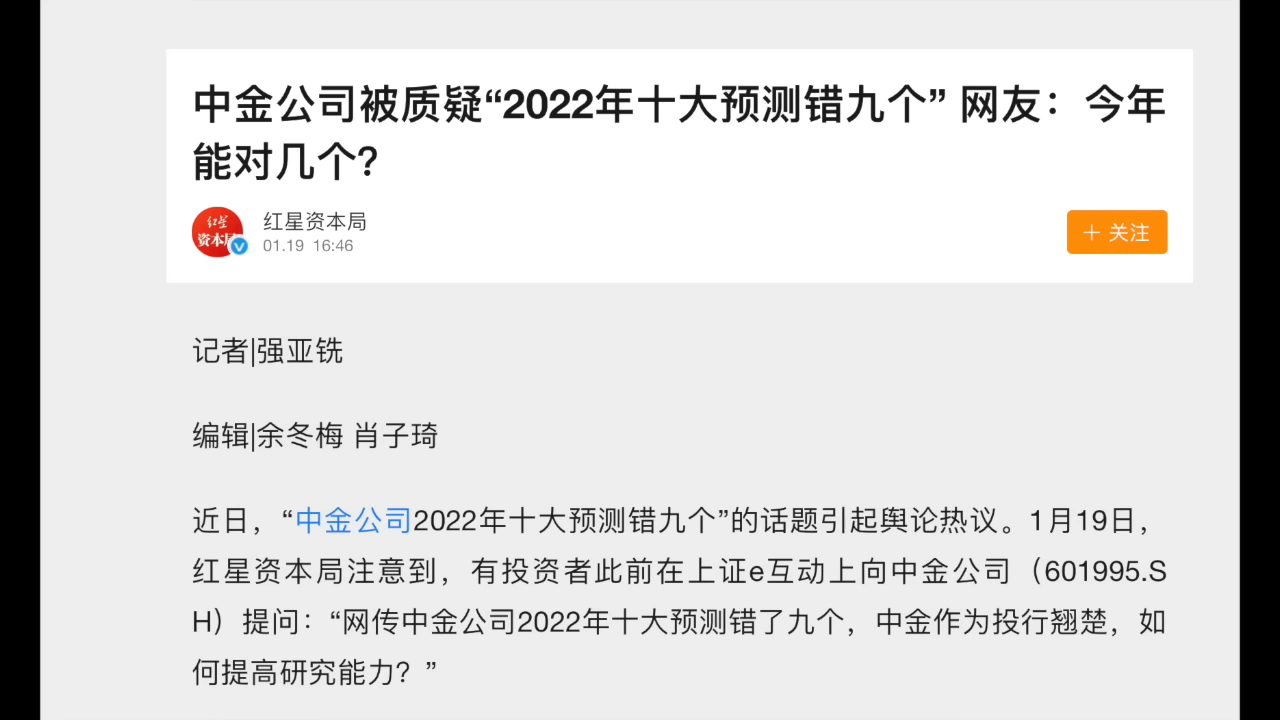 中金公司被质疑“2022年十大预测错九个” 网友：今年
能对几个？
红星
资本局
红星资本局
01.19 16:46
＋ 关注
记者|强亚铣
编辑|余冬梅 肖子琦
近日，“中金公司2022年十大预测错九个”的话题引起舆论热议。1月19日，
红星资本局注意到，有投资者此前在上证e互动上向中金公司（601995.S
H）提问：“网传中金公司2022年十大预测错了九个，中金作为投行翘楚，如
何提高研究能力？”